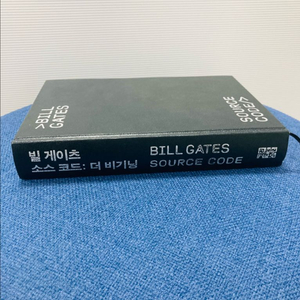 >BILL
GATES
SOURCE
CODE/>
빌 게이츠
소스 코드: 더 비기닝
BILL GATES
SOURCE CODE